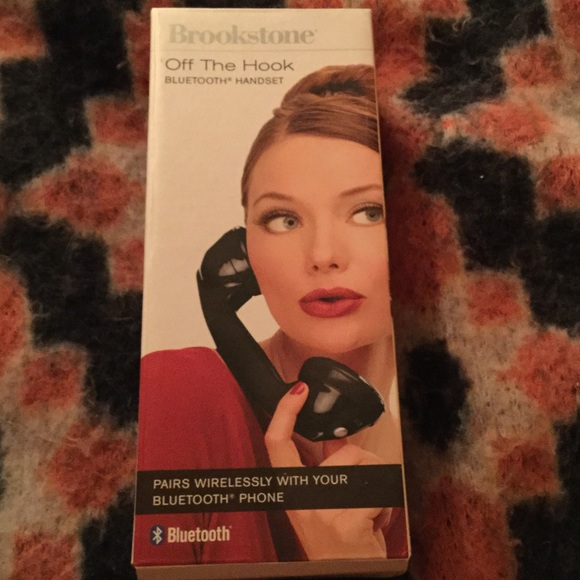 Brookstone®
Off The Hook
BLUETOOTH® HANDSET
PAIRS WIRELESSLY WITH YOUR
BLUETOOTH® PHONE
Bluetooth®